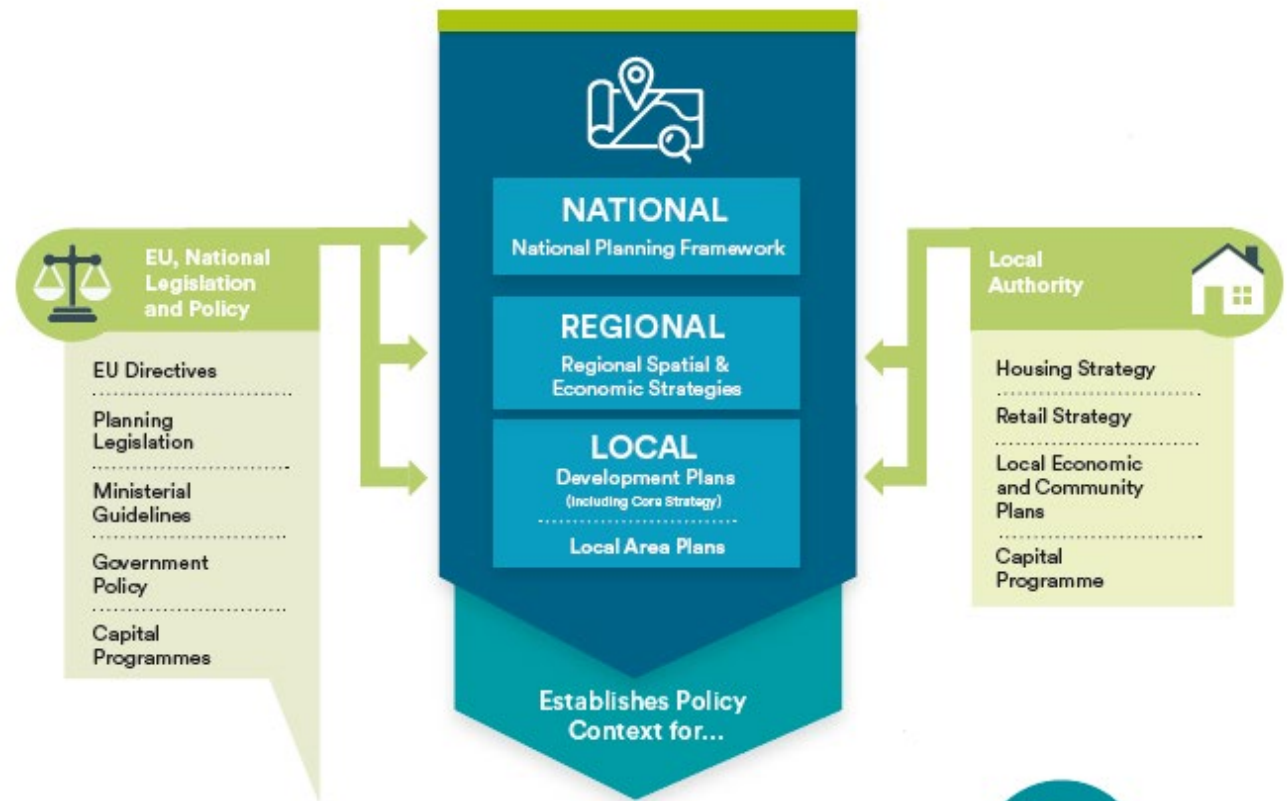 NATIONAL
National Planning Framework
REGIONAL
Regional Spatial &
Economic Strategies
LOCAL
Development Plans
(Including Core Strategy)
Local Area Plans
Establishes Policy
Context for...
EU, National
Legislation
and Policy
EU Directives
Planning
Legislation
Ministerial
Guidelines
Government
Policy
Capital
Programmes
Local
Authority
Housing Strategy
Retail Strategy
Local Economic
and Community
Plans
Capital
Programme